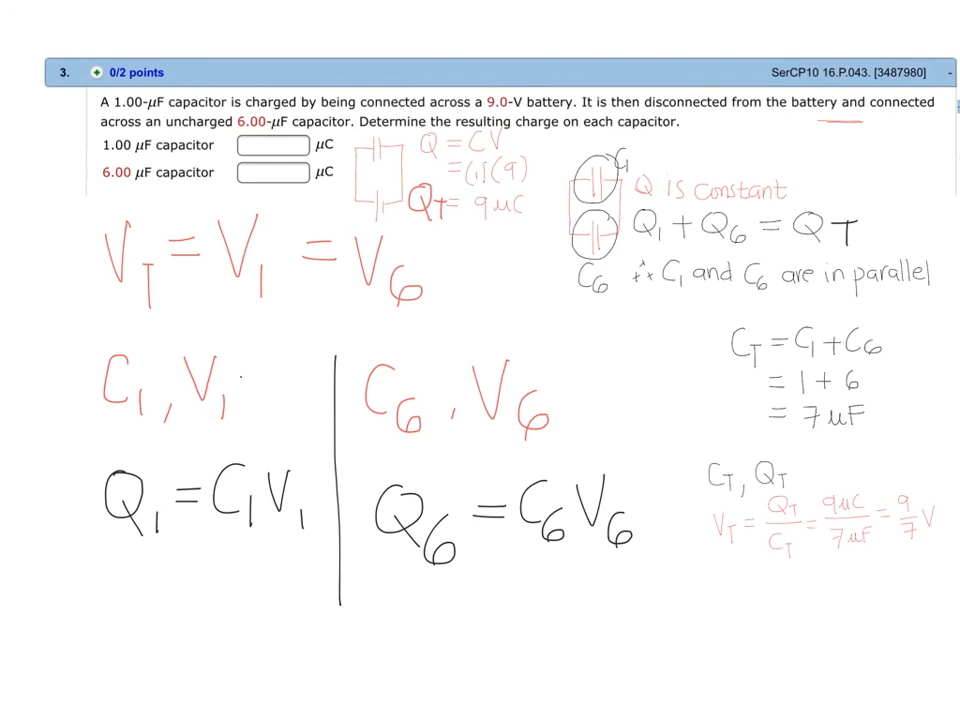 3. + 0/2 points SerCP10 16.P.043. [3487980] -
A 1.00-μF capacitor is charged by being connected across a 9.0-V battery. It is then disconnected from the battery and connected
across an uncharged 6.00-μF capacitor. Determine the resulting charge on each capacitor.
1.00 μF capacitor μC
6.00 μF capacitor μC
Q = CV
= (1)(9)
QT = 9 μC
C1
Q is constant
Q1 + Q6 = QT
C6 ∵ C1 and C6 are in parallel
VT = V1 = V6
CT = C1 + C6
= 1 + 6
= 7 μF
C1, V1
C6, V6
CT, QT
VT = QT/CT = 9μC/7μF = 9/7 V
Q1 = C1V1
Q6 = C6V6